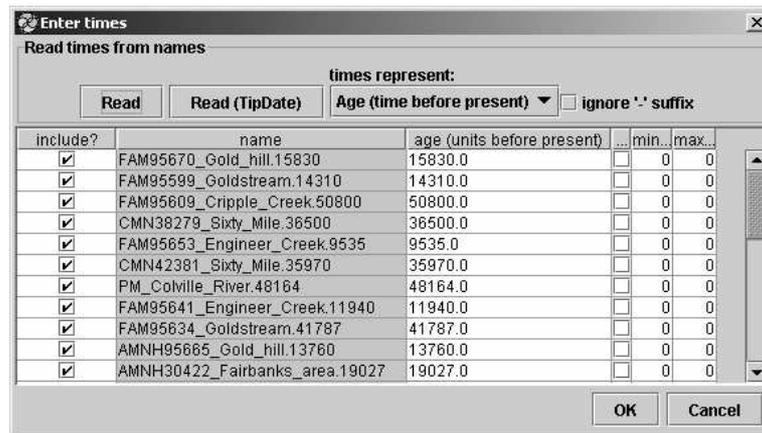 Enter times
Read times from names
times represent:
Read Read (TipDate) Age (time before present) ignore '-' suffix
include? name age (units before present) ... min... max...
FAM95670_Gold_hill.15830 15830.0 0 0
FAM95599_Goldstream.14310 14310.0 0 0
FAM95609_Cripple_Creek.50800 50800.0 0 0
CMN38279_Sixty_Mile.36500 36500.0 0 0
FAM95653_Engineer_Creek.9535 9535.0 0 0
CMN42381_Sixty_Mile.35970 35970.0 0 0
PM_Colville_River.48164 48164.0 0 0
FAM95641_Engineer_Creek.11940 11940.0 0 0
FAM95634_Goldstream.41787 41787.0 0 0
AMNH95665_Gold_hill.13760 13760.0 0 0
AMNH30422_Fairbanks_area.19027 19027.0 0 0
OK Cancel